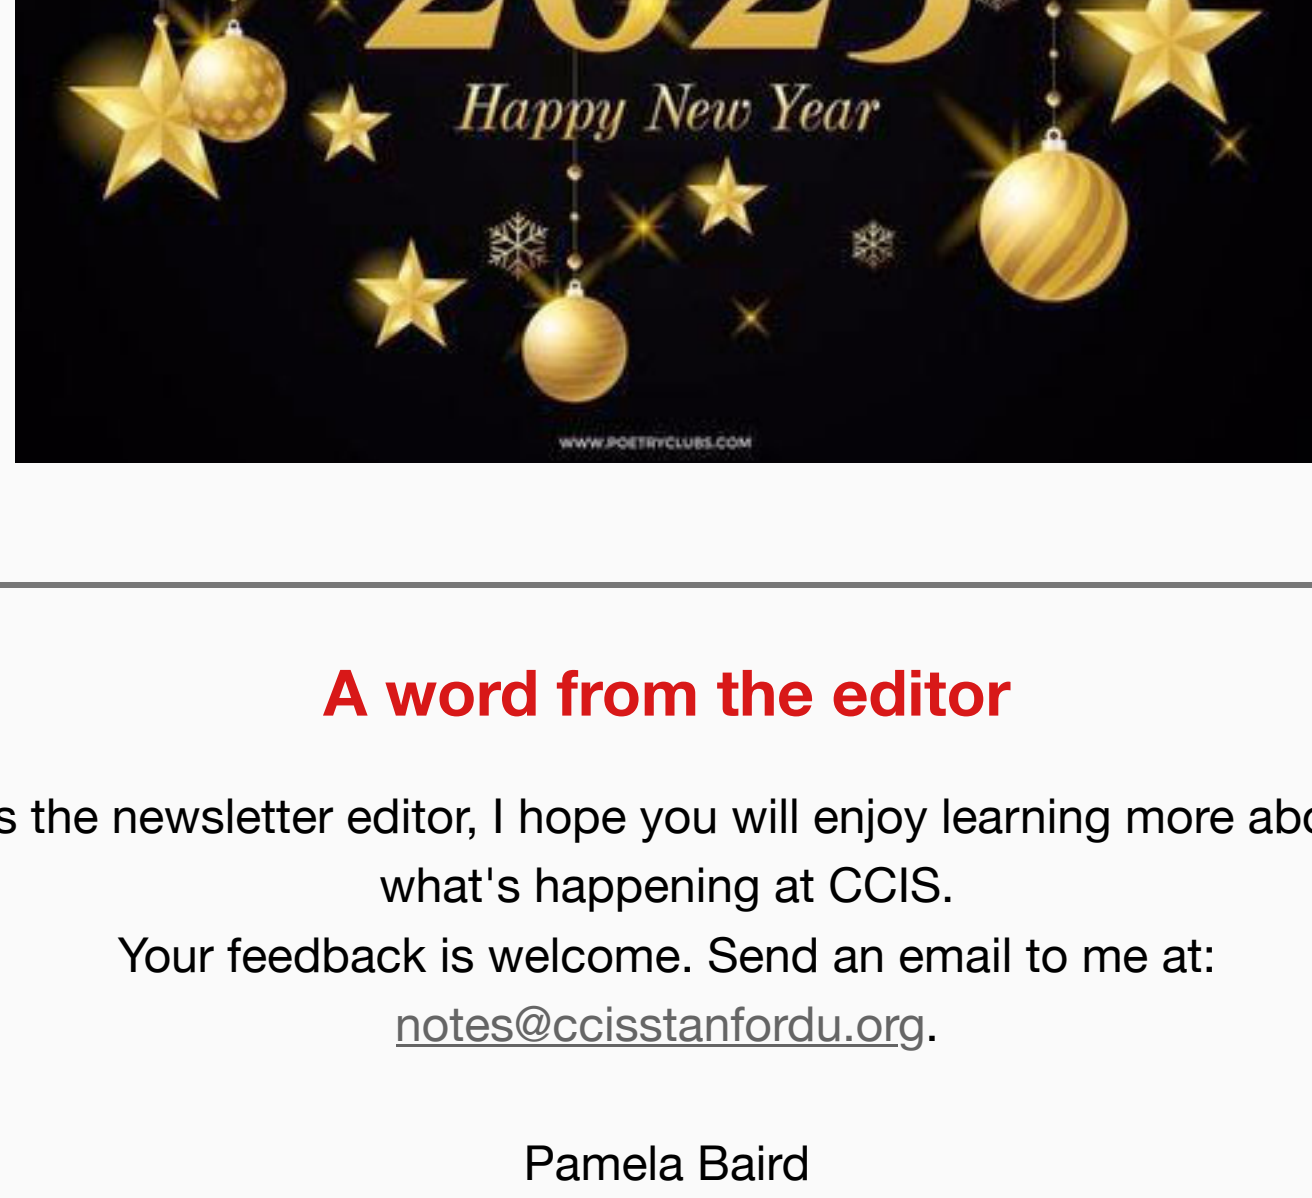 Happy New Year
WWW.POETRYCLUBS.COM
A word from the editor
s the newsletter editor, I hope you will enjoy learning more abo
what's happening at CCIS.
Your feedback is welcome. Send an email to me at:
notes@ccisstanfordu.org.
Pamela Baird